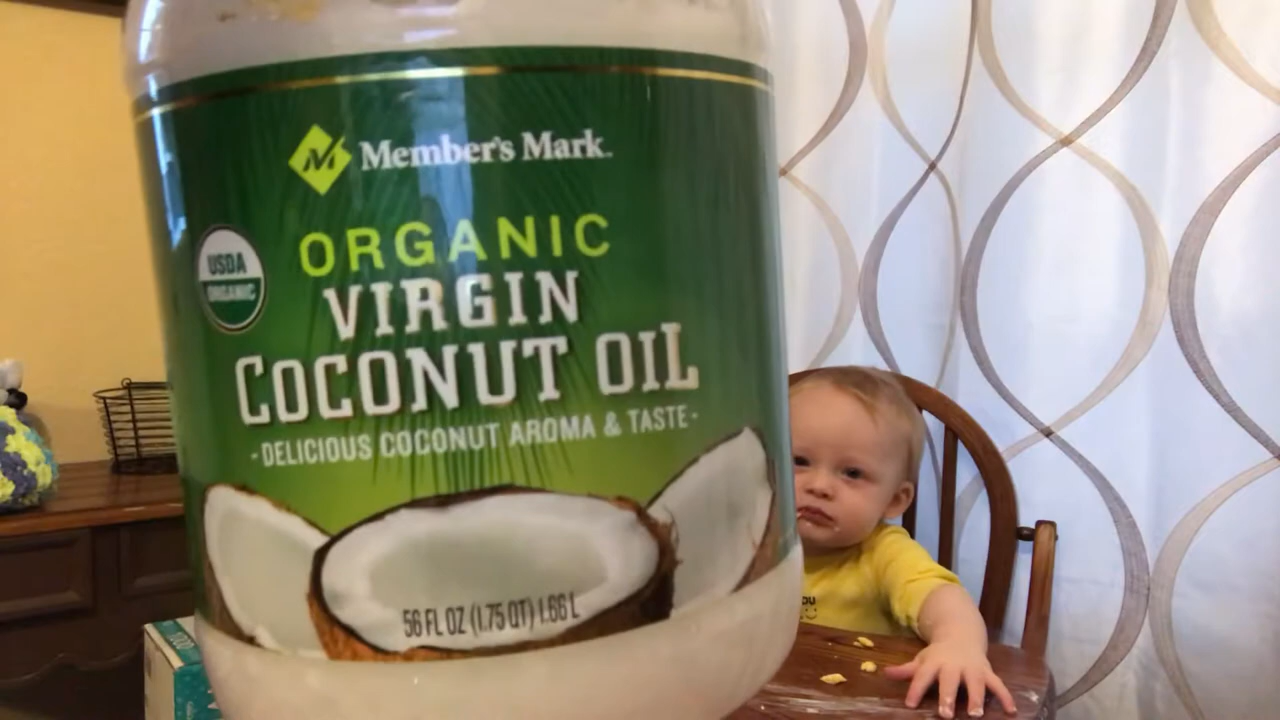 Member's Mark™
ORGANIC
USDA
ORGANIC
VIRGIN
COCONUT OIL
-DELICIOUS COCONUT AROMA & TASTE-
56 FL OZ (1.75 QT) 1.66 L